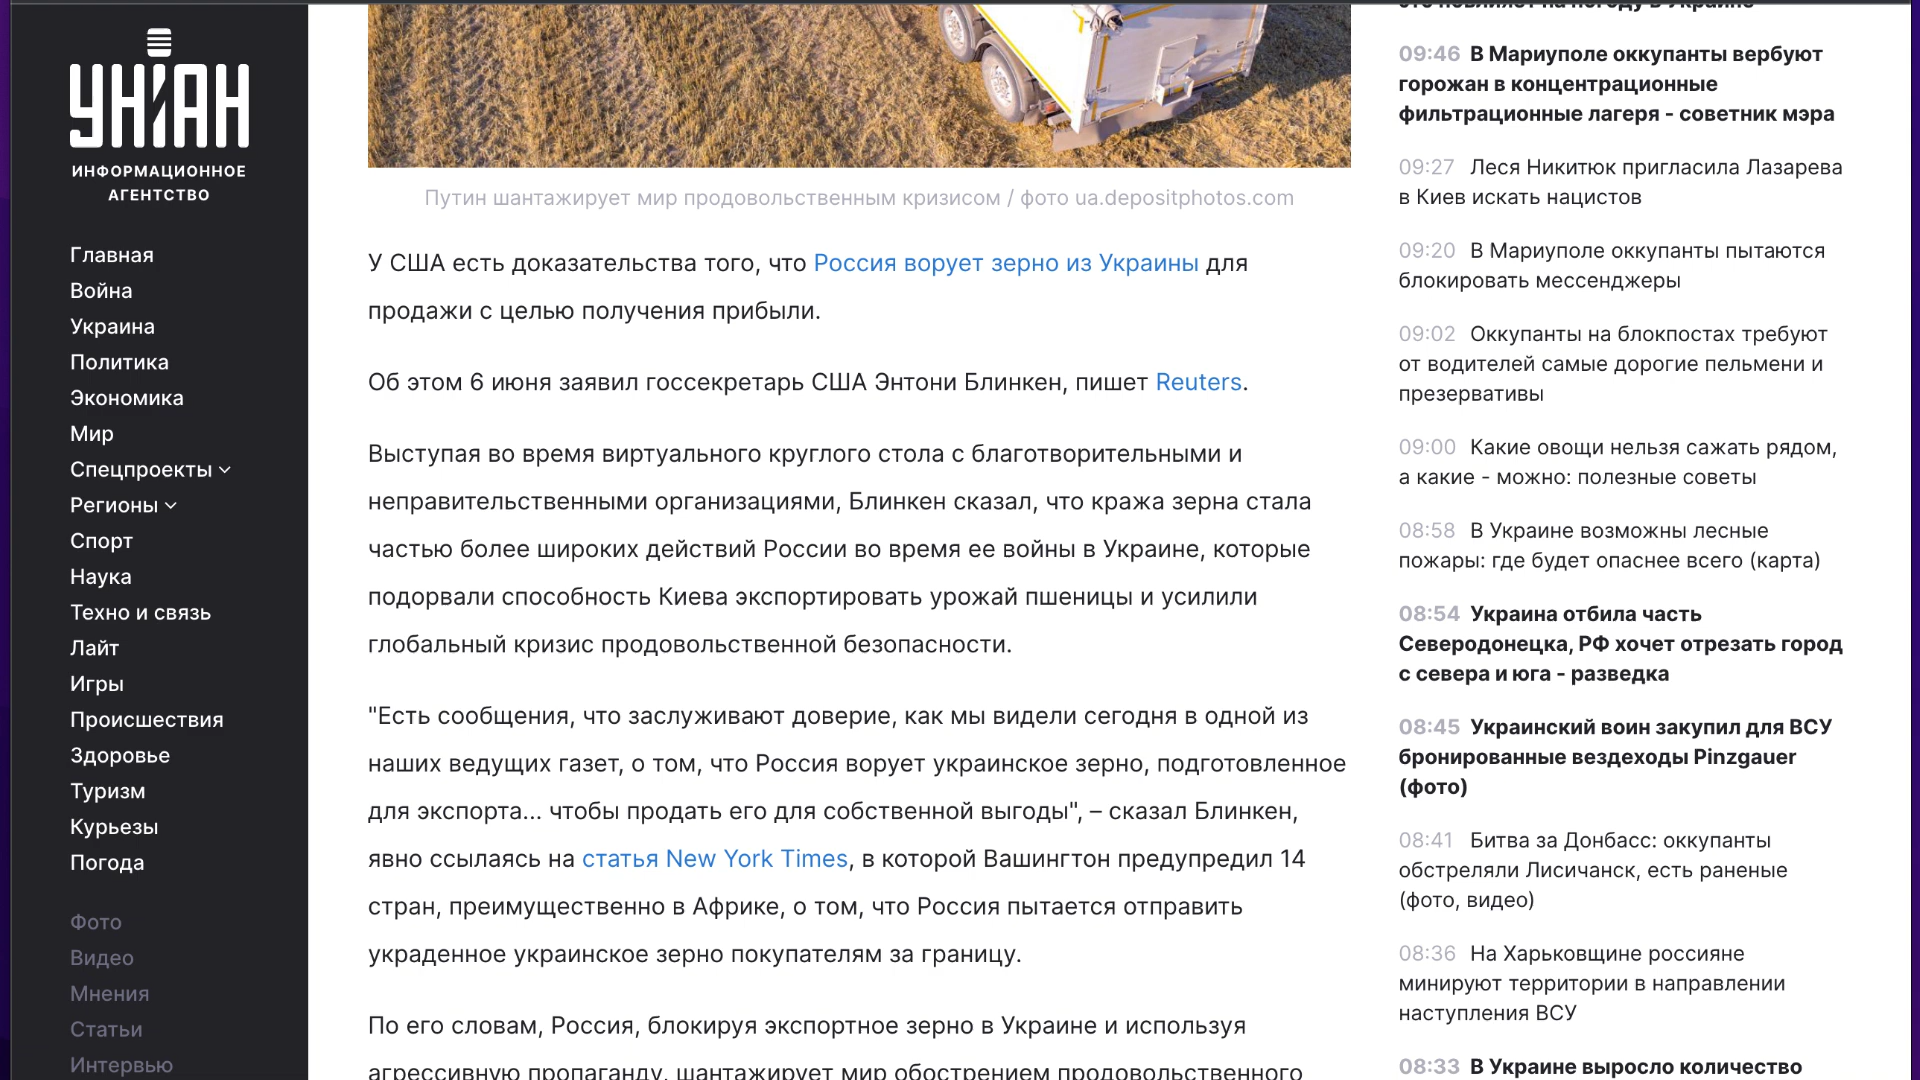 УНІАН
ИНФОРМАЦИОННОЕ
АГЕНТСТВО
Главная
Война
Украина
Политика
Экономика
Мир
Спецпроекты
Регионы
Спорт
Наука
Техно и связь
Лайт
Игры
Происшествия
Здоровье
Туризм
Курьезы
Погода
Фото
Видео
Мнения
Статьи
Интервью
Путин шантажирует мир продовольственным кризисом / фото ua.depositphotos.com
У США есть доказательства того, что Россия ворует зерно из Украины для
продажи с целью получения прибыли.
Об этом 6 июня заявил госсекретарь США Энтони Блинкен, пишет Reuters.
Выступая во время виртуального круглого стола с благотворительными и
неправительственными организациями, Блинкен сказал, что кража зерна стала
частью более широких действий России во время ее войны в Украине, которые
подорвали способность Киева экспортировать урожай пшеницы и усилили
глобальный кризис продовольственной безопасности.
"Есть сообщения, что заслуживают доверие, как мы видели сегодня в одной из
наших ведущих газет, о том, что Россия ворует украинское зерно, подготовленное
для экспорта... чтобы продать его для собственной выгоды", – сказал Блинкен,
явно ссылаясь на статья New York Times, в которой Вашингтон предупредил 14
стран, преимущественно в Африке, о том, что Россия пытается отправить
украденное украинское зерно покупателям за границу.
По его словам, Россия, блокируя экспортное зерно в Украине и используя
агрессивную пропаганду, шантажирует мир обострением продовольственного
это повлияет на погоду в Украине
09:46 В Мариуполе оккупанты вербуют
горожан в концентрационные
фильтрационные лагеря - советник мэра
09:27 Леся Никитюк пригласила Лазарева
в Киев искать нацистов
09:20 В Мариуполе оккупанты пытаются
блокировать мессенджеры
09:02 Оккупанты на блокпостах требуют
от водителей самые дорогие пельмени и
презервативы
09:00 Какие овощи нельзя сажать рядом,
а какие - можно: полезные советы
08:58 В Украине возможны лесные
пожары: где будет опаснее всего (карта)
08:54 Украина отбила часть
Северодонецка, РФ хочет отрезать город
с севера и юга - разведка
08:45 Украинский воин закупил для ВСУ
бронированные вездеходы Pinzgauer
(фото)
08:41 Битва за Донбасс: оккупанты
обстреляли Лисичанск, есть раненые
(фото, видео)
08:36 На Харьковщине россияне
минируют территории в направлении
наступления ВСУ
08:33 В Украине выросло количество